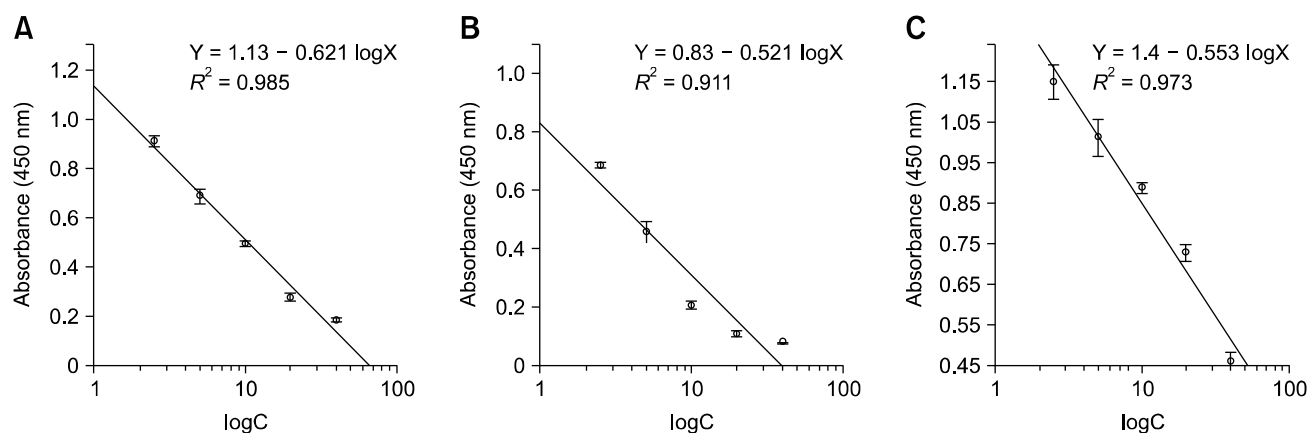 A
Y = 1.13 − 0.621 logX
R² = 0.985
Absorbance (450 nm)
1.2
1.0
0.8
0.6
0.4
0.2
0
1
10
100
logC
B
Y = 0.83 − 0.521 logX
R² = 0.911
Absorbance (450 nm)
1.0
0.8
0.6
0.4
0.2
0
1
10
100
logC
C
Y = 1.4 − 0.553 logX
R² = 0.973
Absorbance (450 nm)
1.15
1.05
0.95
0.85
0.75
0.65
0.55
0.45
1
10
100
logC